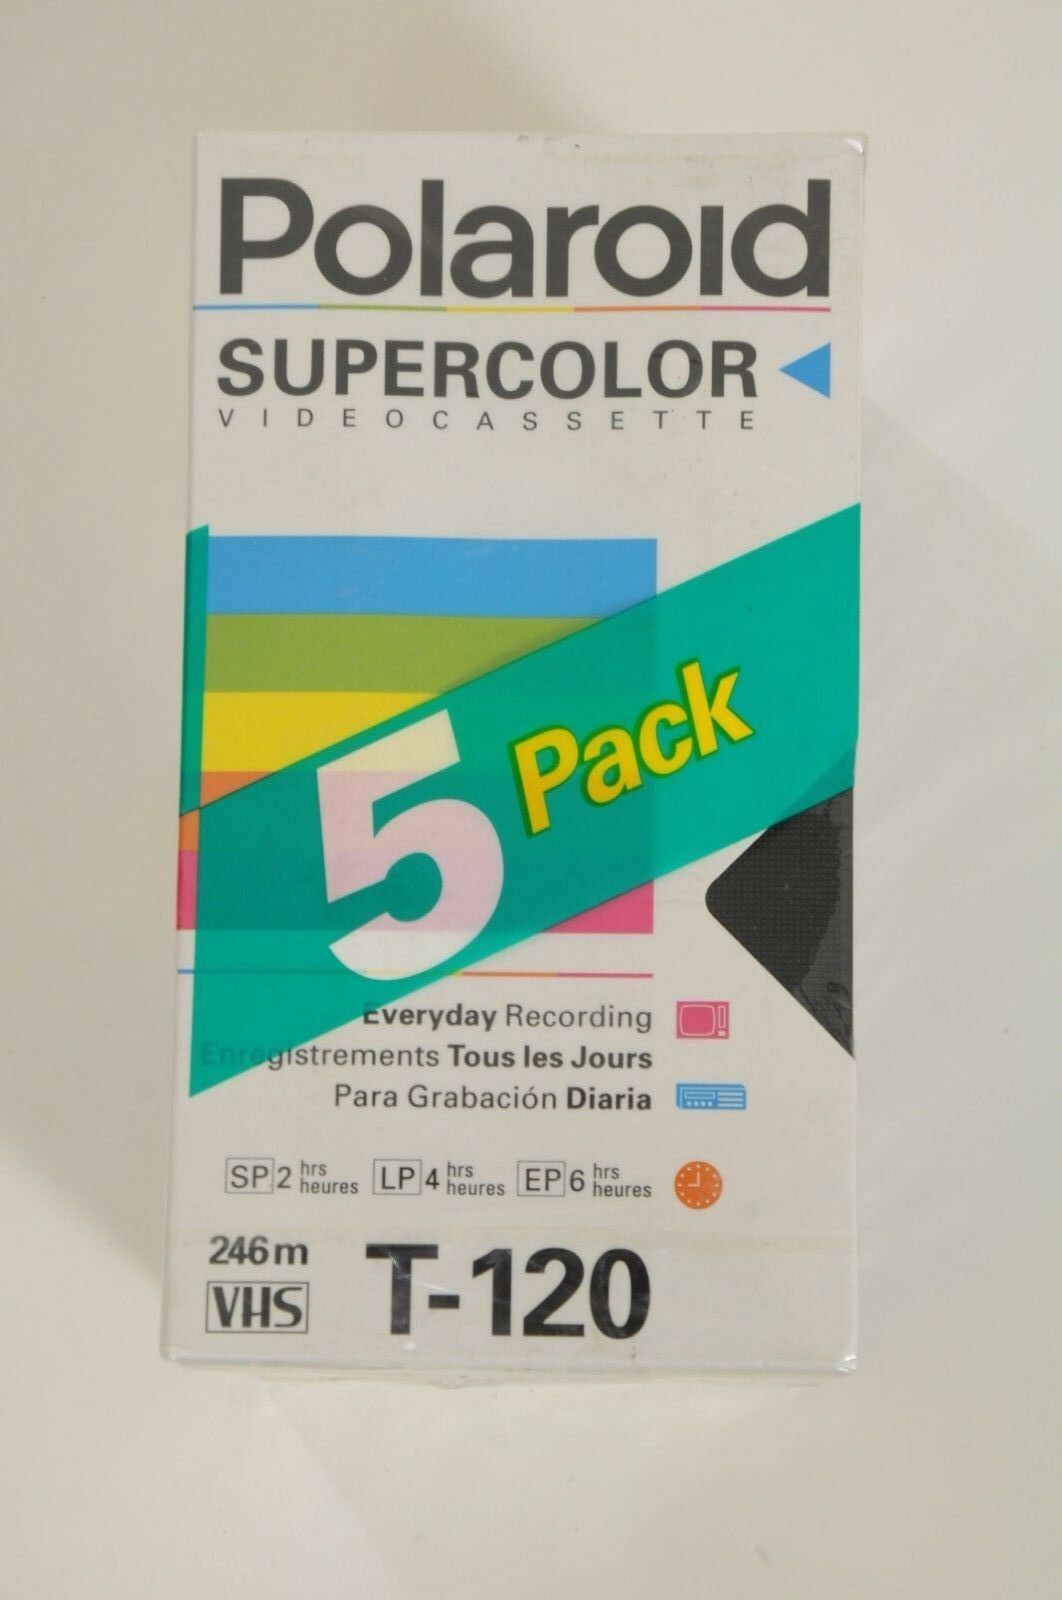 Polaroid
SUPERCOLOR
VIDEOCASSETTE
5 Pack
Everyday Recording
Enregistrements Tous les Jours
Para Grabación Diaria
SP 2 hrs heures LP 4 hrs heures EP 6 hrs heures
246m
VHS T-120